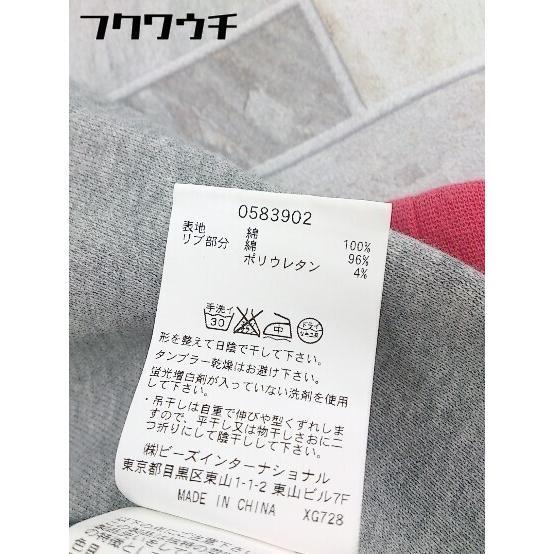 フクワウチ
0583902
表地 綿 100%
リブ部分 綿 96%
ポリウレタン 4%
手洗イ
30 中 ドライ
セキユ系
形を整えて日陰で干して下さい。
タンブラー乾燥はお避け下さい。
蛍光増白剤が入っていない洗剤を使用
して下さい。
・吊干しは自重で伸びや型くずれしま
すので、平干し又は物干しさおに二
つ折りにして陰干しして下さい。
㈱ビーズインターナショナル
東京都目黒区東山1-1-2 東山ビル7F
MADE IN CHINA XG728